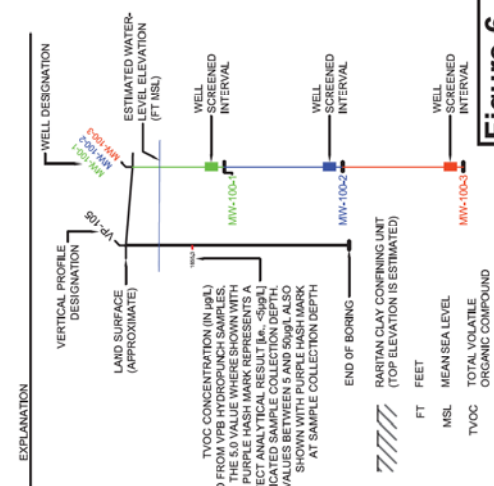 EXPLANATION
VERTICAL PROFILE
DESIGNATION
WELL DESIGNATION
VP-105
MW-100-1
MW-100-2
MW-100-3
LAND SURFACE
(APPROXIMATE)
ESTIMATED WATER-
LEVEL ELEVATION
(FT MSL)
WELL
SCREENED
INTERVAL
MW-100-1
TVOC CONCENTRATION (IN µg/L)
FROM VPB HYDROPUNCH SAMPLES.
THE 5.0 VALUE WHERE SHOWN WITH
PURPLE HASH MARK REPRESENTS A
ECT ANALYTICAL RESULT [i.e., <5µg/L]
ICATED SAMPLE COLLECTION DEPTH.
VALUES BETWEEN 5 AND 50µg/L ALSO
SHOWN WITH PURPLE HASH MARK
AT SAMPLE COLLECTION DEPTH
WELL
SCREENED
INTERVAL
MW-100-2
END OF BORING
WELL
SCREENED
INTERVAL
MW-100-3
RARITAN CLAY CONFINING UNIT
(TOP ELEVATION IS ESTIMATED)
FT FEET
MSL MEAN SEA LEVEL
TVOC TOTAL VOLATILE
ORGANIC COMPOUND
Figure 6